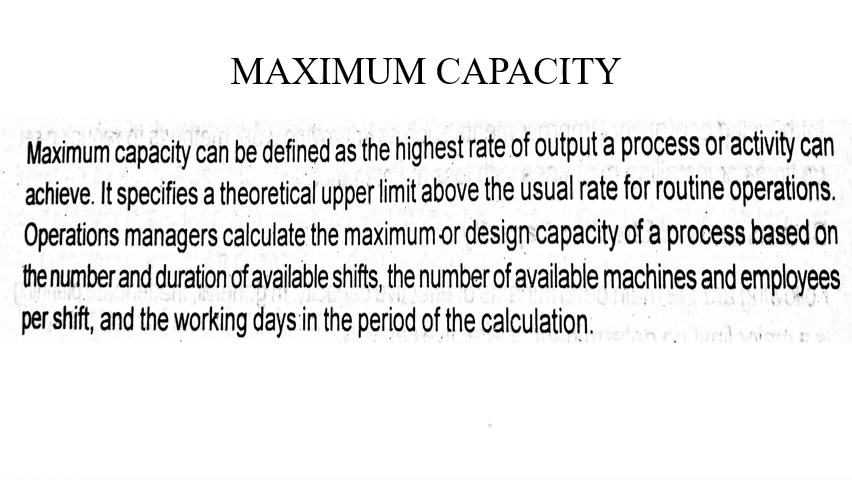 MAXIMUM CAPACITY
Maximum capacity can be defined as the highest rate of output a process or activity can
achieve. It specifies a theoretical upper limit above the usual rate for routine operations.
Operations managers calculate the maximum or design capacity of a process based on
the number and duration of available shifts, the number of available machines and employees
per shift, and the working days in the period of the calculation.